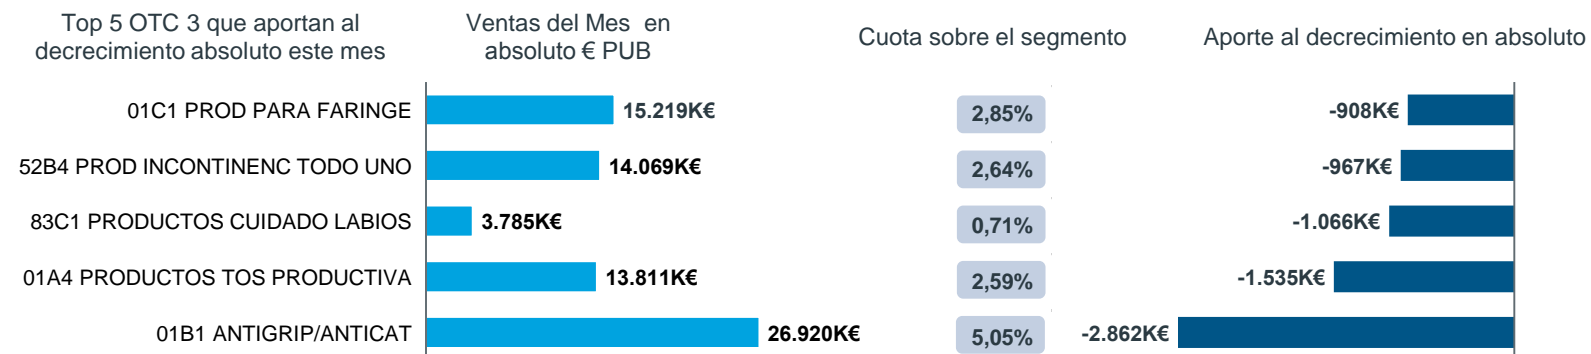 Top 5 OTC 3 que aportan al
decrecimiento absoluto este mes
Ventas del Mes en
absoluto € PUB
Cuota sobre el segmento
Aporte al decrecimiento en absoluto
01C1 PROD PARA FARINGE
15.219K€
2,85%
-908K€
52B4 PROD INCONTINENC TODO UNO
14.069K€
2,64%
-967K€
83C1 PRODUCTOS CUIDADO LABIOS
3.785K€
0,71%
-1.066K€
01A4 PRODUCTOS TOS PRODUCTIVA
13.811K€
2,59%
-1.535K€
01B1 ANTIGRIP/ANTICAT
26.920K€
5,05%
-2.862K€